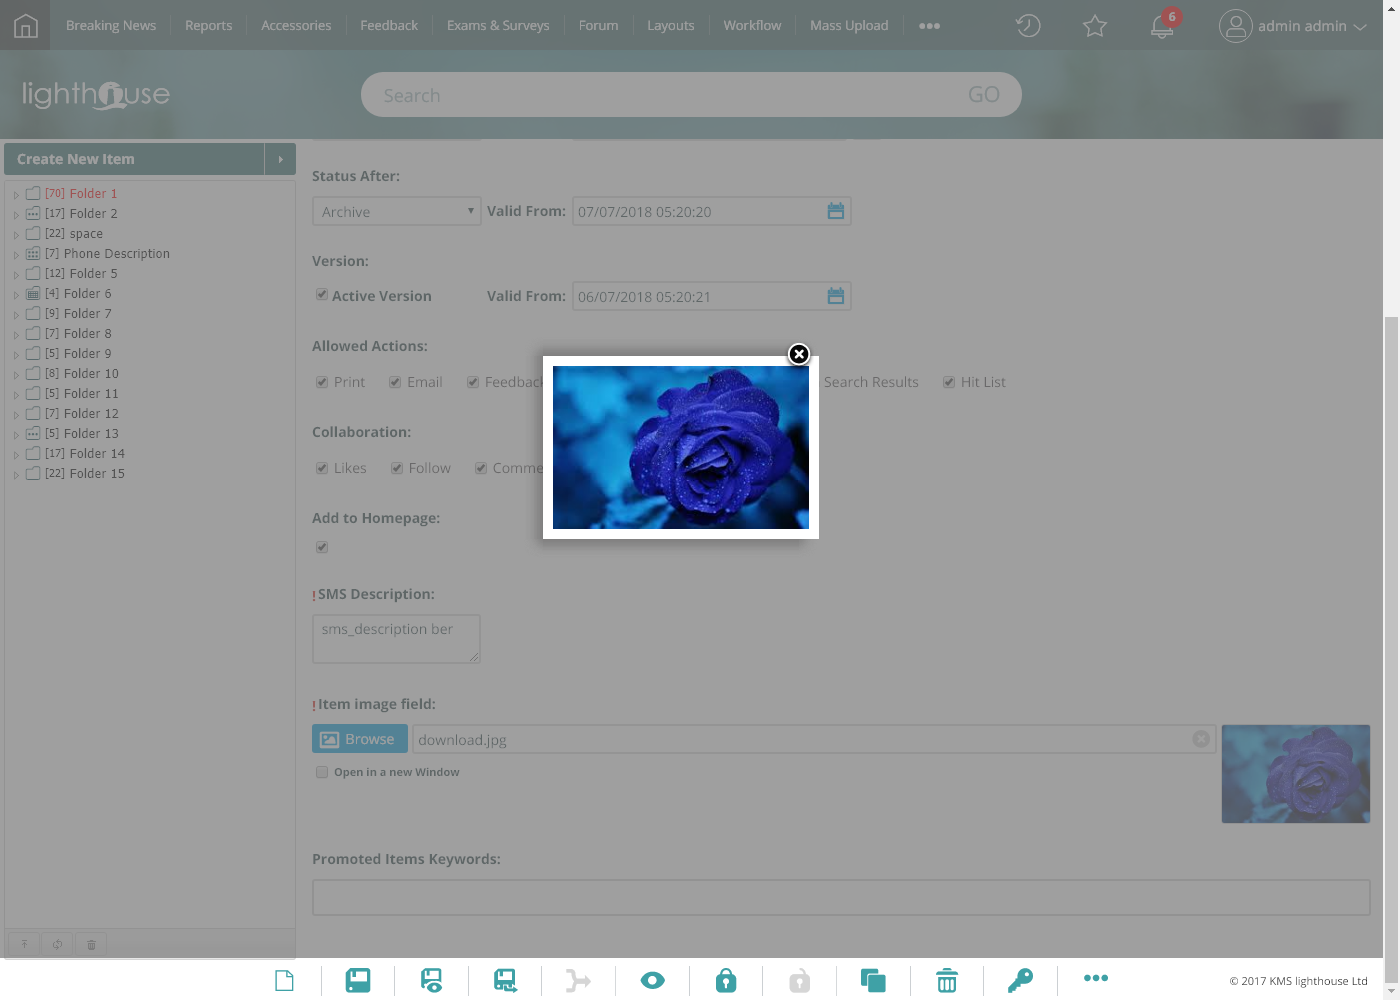 Breaking News Reports Accessories Feedback Exams & Surveys Forum Layouts Workflow Mass Upload ••• 6 admin admin
lighthouse Search GO
Create New Item
[70] Folder 1
[17] Folder 2
[22] space
[7] Phone Description
[12] Folder 5
[4] Folder 6
[9] Folder 7
[7] Folder 8
[5] Folder 9
[8] Folder 10
[5] Folder 11
[7] Folder 12
[5] Folder 13
[17] Folder 14
[22] Folder 15
Status After:
Archive Valid From: 07/07/2018 05:20:20
Version:
Active Version Valid From: 06/07/2018 05:20:21
Allowed Actions:
Print Email Feedback Search Results Hit List
Collaboration:
Likes Follow Comme
Add to Homepage:
! SMS Description:
sms_description ber
! Item image field:
Browse download.jpg
Open in a new Window
Promoted Items Keywords:
© 2017 KMS lighthouse Ltd